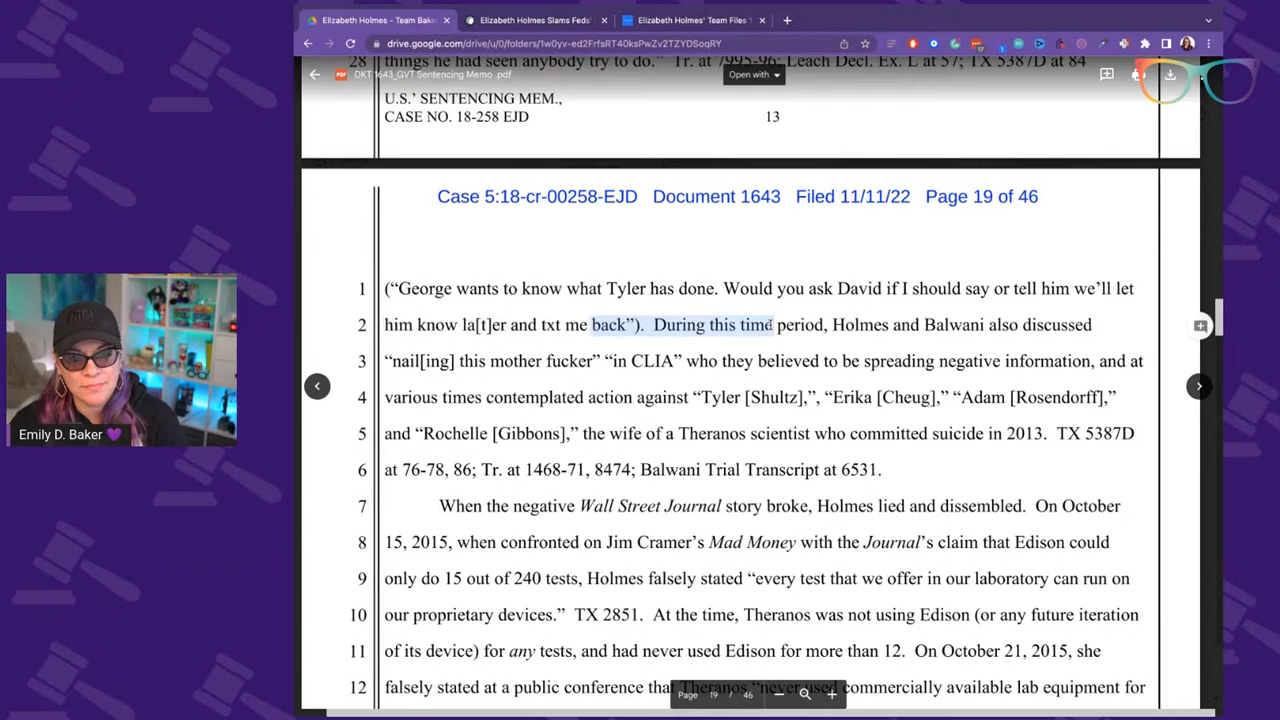 Elizabeth Holmes - Team Bake
Elizabeth Holmes Slams Feds'
Elizabeth Holmes' Team Files T
drive.google.com/drive/u/0/folders/1w0yv-ed2FrfsRT40ksPwZv2TZYDSoqRY
28 things he had seen anybody try to do." Tr. at 7995-96, Leach Decl. Ex. L at 57; TX 5387D at 84
PDF DKT 1643_GVT Sentencing Memo .pdf
Open with
U.S.' SENTENCING MEM.,
CASE NO. 18-258 EJD 13
Case 5:18-cr-00258-EJD Document 1643 Filed 11/11/22 Page 19 of 46
1 ("George wants to know what Tyler has done. Would you ask David if I should say or tell him we'll let
2 him know la[t]er and txt me back"). During this time period, Holmes and Balwani also discussed
3 "nail[ing] this mother fucker" "in CLIA" who they believed to be spreading negative information, and at
4 various times contemplated action against "Tyler [Shultz],", "Erika [Cheug]," "Adam [Rosendorff],"
5 and "Rochelle [Gibbons]," the wife of a Theranos scientist who committed suicide in 2013. TX 5387D
6 at 76-78, 86; Tr. at 1468-71, 8474; Balwani Trial Transcript at 6531.
7 When the negative Wall Street Journal story broke, Holmes lied and dissembled. On October
8 15, 2015, when confronted on Jim Cramer's Mad Money with the Journal's claim that Edison could
9 only do 15 out of 240 tests, Holmes falsely stated "every test that we offer in our laboratory can run on
10 our proprietary devices." TX 2851. At the time, Theranos was not using Edison (or any future iteration
11 of its device) for any tests, and had never used Edison for more than 12. On October 21, 2015, she
12 falsely stated at a public conference that Theranos "never used commercially available lab equipment for
Page 19 / 46
Emily D. Baker 💜